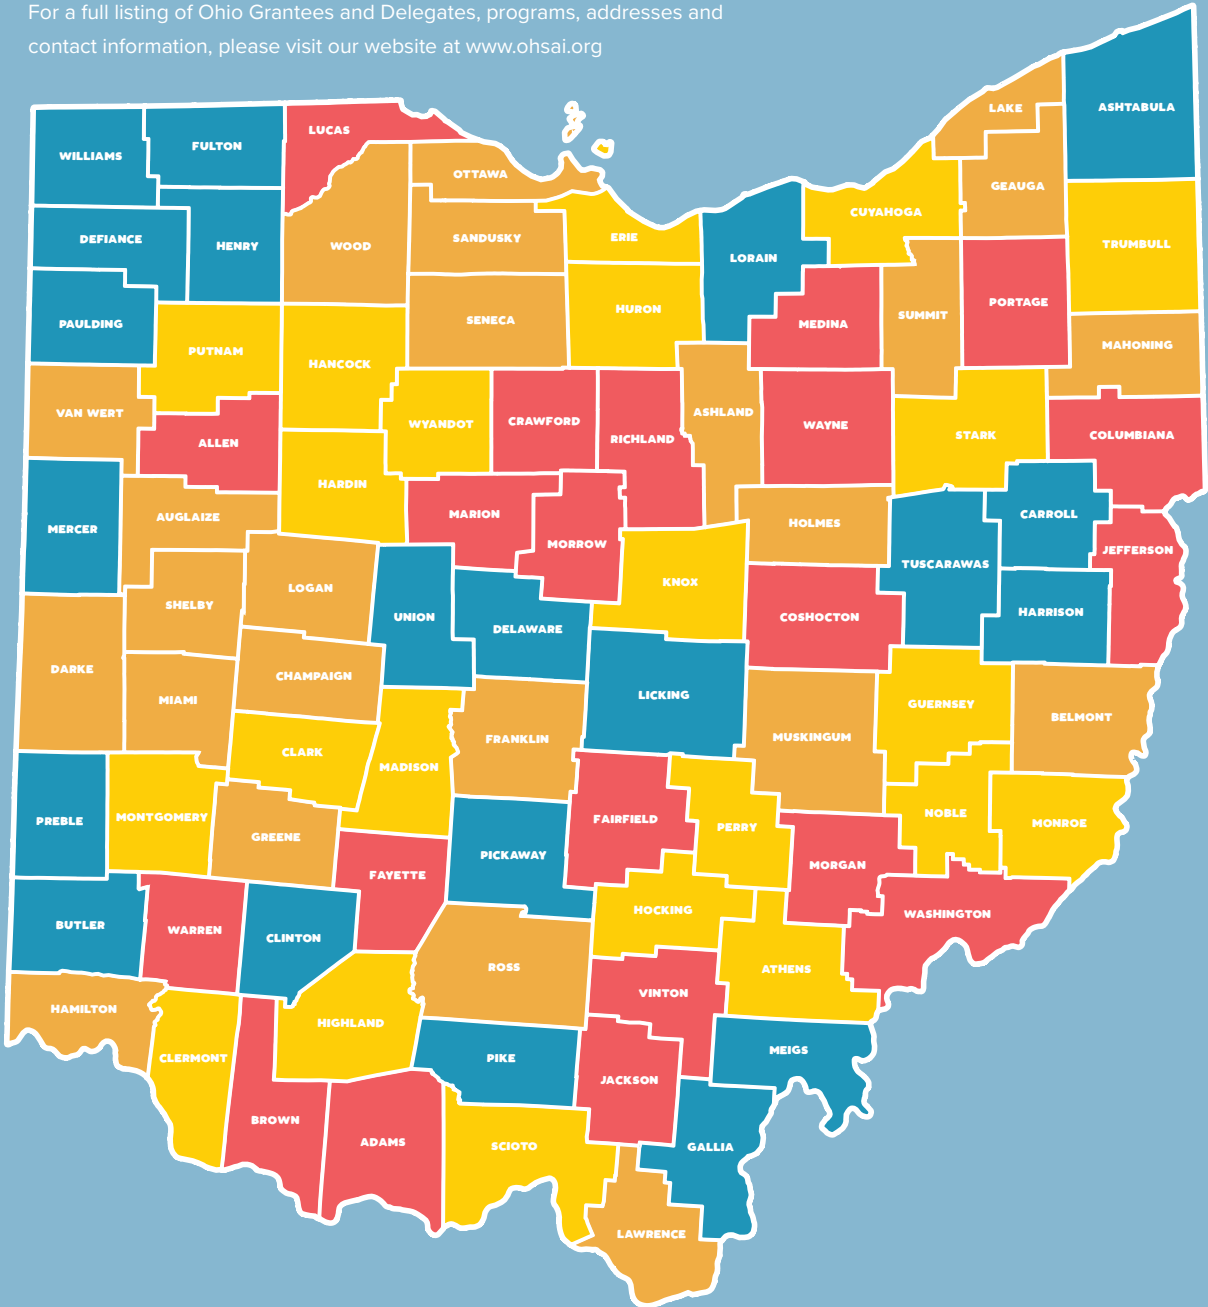 For a full listing of Ohio Grantees and Delegates, programs, addresses and
contact information, please visit our website at www.ohsai.org
LAKE
ASHTABULA
LUCAS
FULTON
WILLIAMS
OTTAWA
GEAUGA
CUYAHOGA
DEFIANCE
HENRY
WOOD
SANDUSKY
ERIE
TRUMBULL
LORAIN
PORTAGE
HURON
SUMMIT
SENECA
MEDINA
PAULDING
MAHONING
PUTNAM
HANCOCK
VAN WERT
ASHLAND
WYANDOT
CRAWFORD
WAYNE
STARK
COLUMBIANA
RICHLAND
ALLEN
HARDIN
MARION
CARROLL
AUGLAIZE
HOLMES
MERCER
MORROW
JEFFERSON
TUSCARAWAS
KNOX
LOGAN
SHELBY
UNION
COSHOCTON
HARRISON
DELAWARE
DARKE
CHAMPAIGN
LICKING
MIAMI
GUERNSEY
BELMONT
FRANKLIN
MUSKINGUM
CLARK
MADISON
NOBLE
MONTGOMERY
PREBLE
FAIRFIELD
MONROE
PERRY
GREENE
PICKAWAY
MORGAN
FAYETTE
HOCKING
WASHINGTON
BUTLER
WARREN
CLINTON
ROSS
ATHENS
VINTON
HAMILTON
HIGHLAND
MEIGS
CLERMONT
PIKE
JACKSON
BROWN
ADAMS
SCIOTO
GALLIA
LAWRENCE